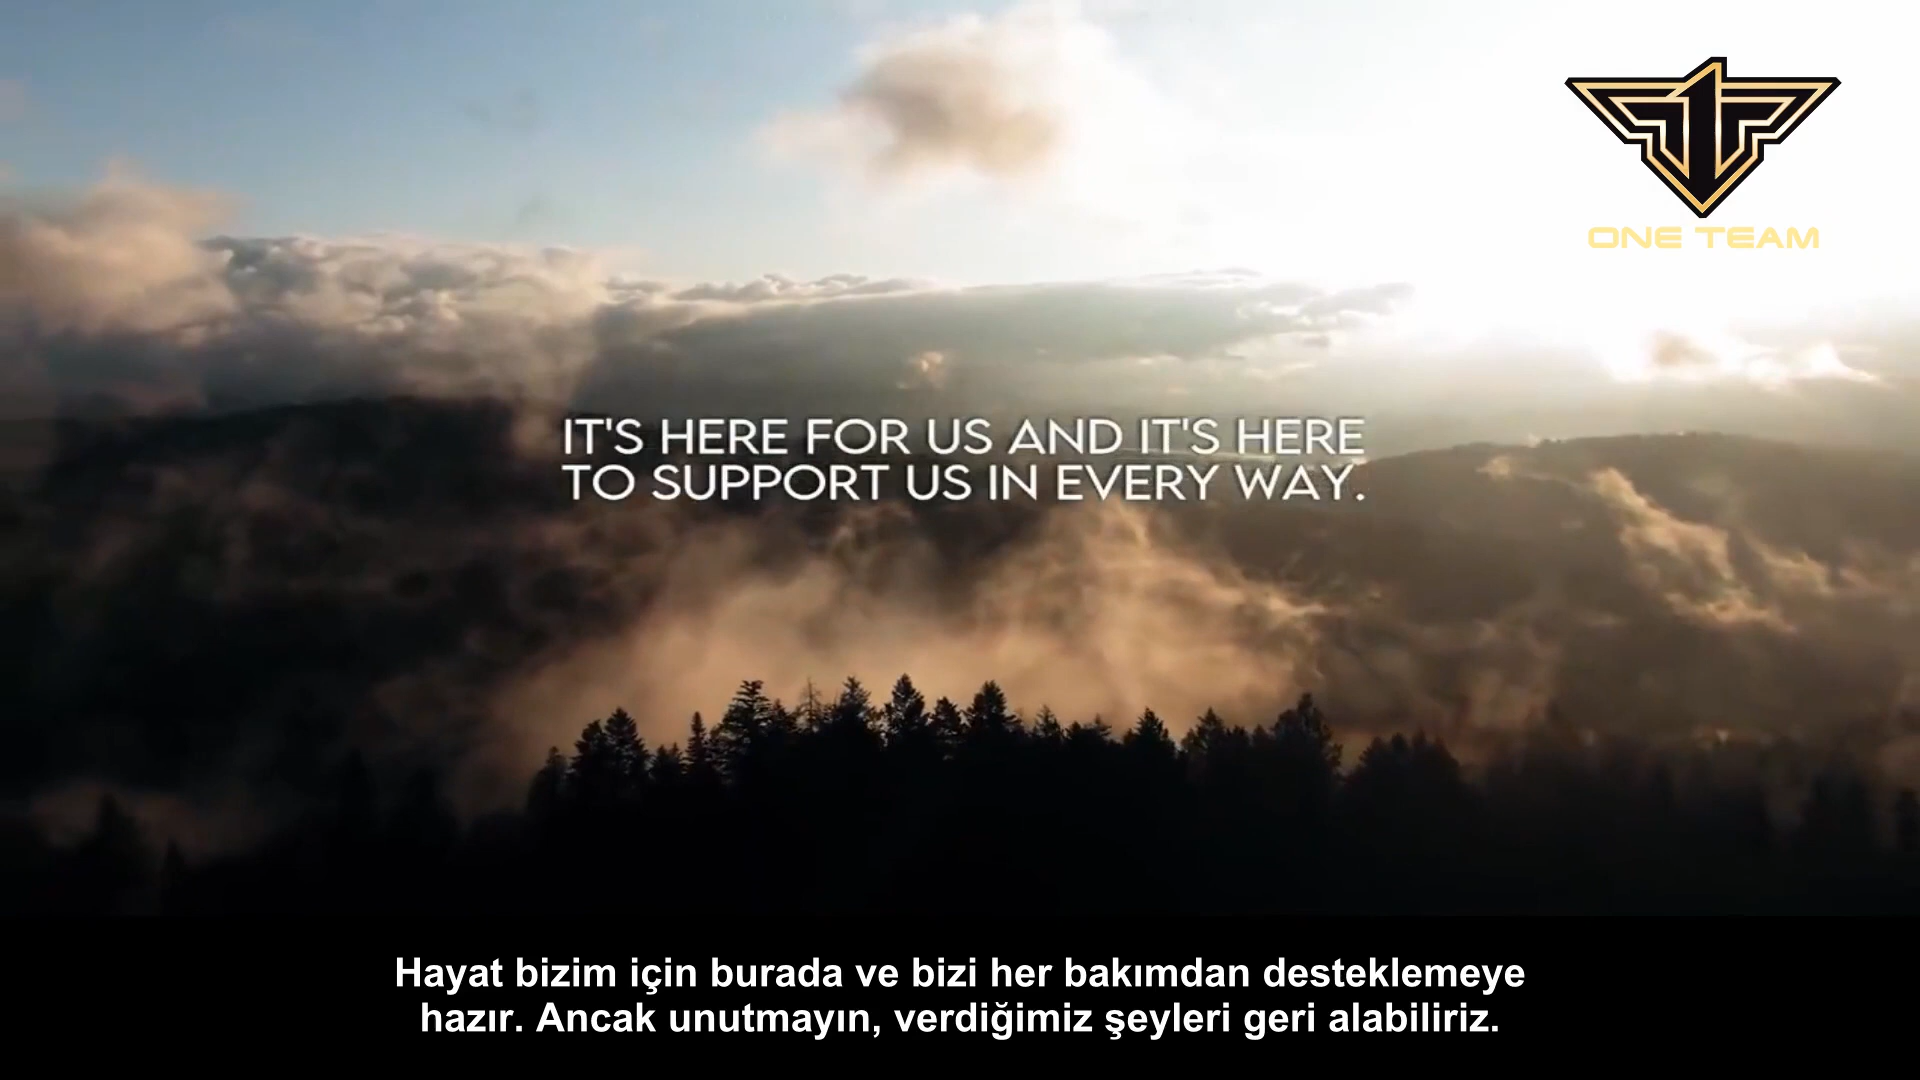 ONE TEAM
IT'S HERE FOR US AND IT'S HERE
TO SUPPORT US IN EVERY WAY.
Hayat bizim için burada ve bizi her bakımdan desteklemeye
hazır. Ancak unutmayın, verdiğimiz şeyleri geri alabiliriz.